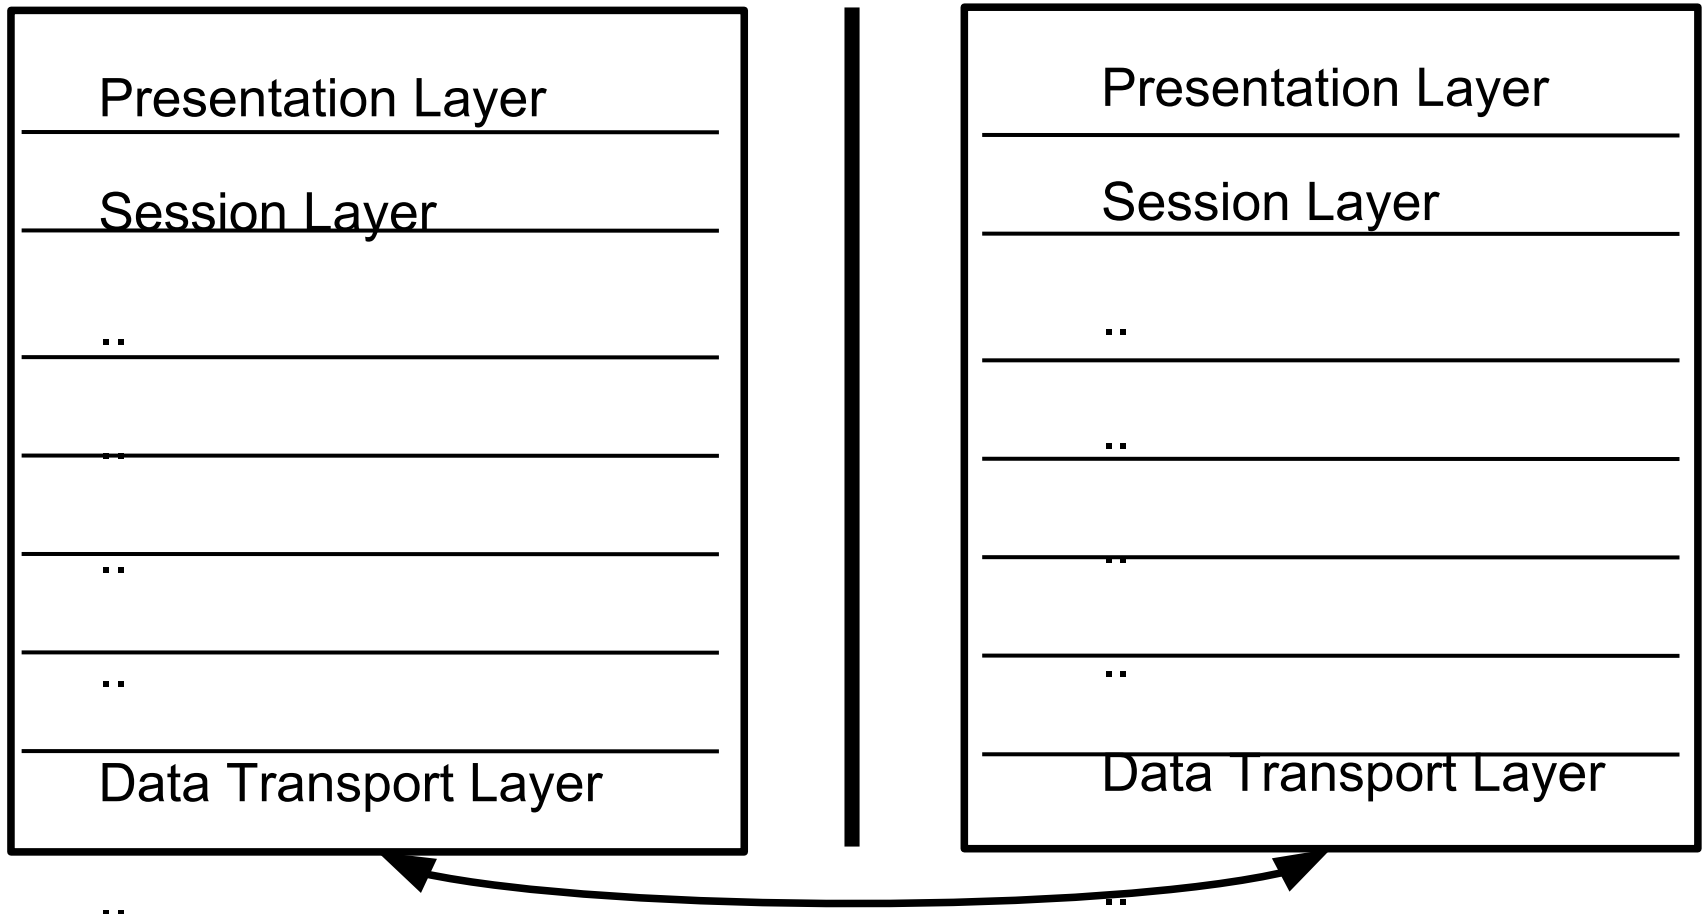 Presentation Layer
Session Layer
..
..
..
..
Data Transport Layer
..
Presentation Layer
Session Layer
..
..
..
..
Data Transport Layer
..